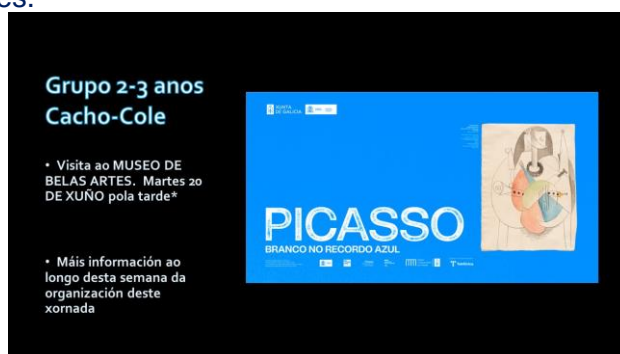 es.
Grupo 2-3 anos
Cacho-Cole
• Visita ao MUSEO DE
BELAS ARTES. Martes 20
DE XUÑO pola tarde*
• Máis información ao
longo desta semana da
organización deste
xornada
XUNTA
DE GALICIA
PICASSO
BRANCO NO RECORDO AZUL